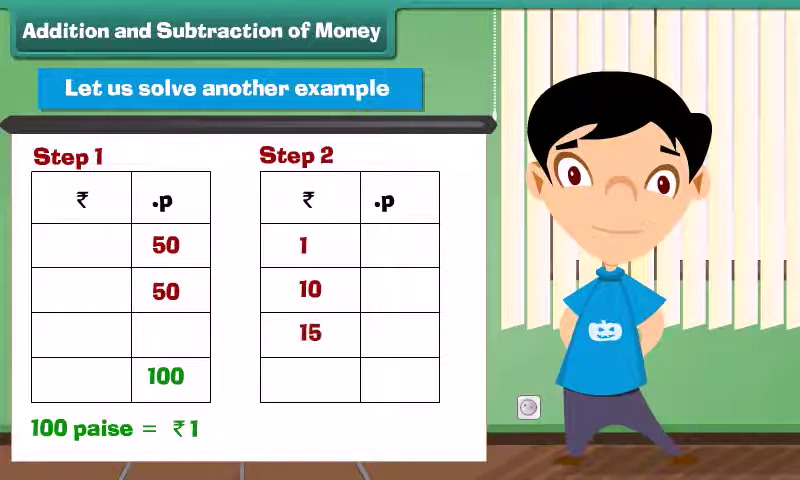 Addition and Subtraction of Money
Let us solve another example
Step 1
₹ .p
50
50
100
100 paise = ₹ 1
Step 2
₹ .p
1
10
15